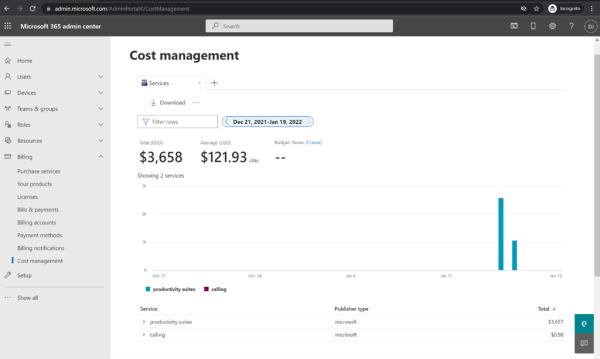 admin.microsoft.com/AdminPortal#/CostManagement
Incognito
Microsoft 365 admin center
Search
?
DJ
Home
Users
Devices
Teams & groups
Roles
Resources
Billing
Purchase services
Your products
Licenses
Bills & payments
Billing accounts
Payment methods
Billing notifications
Cost management
Setup
Show all
Cost management
Services
Download
Filter rows
Dec 21, 2021-Jan 19, 2022
Total (USD)
$3,658
Average (USD)
$121.93 /day
Budget: None (Create)
--
Showing 2 services
3k
2k
1k
0
Dec 21
Dec 28
Jan 4
Jan 11
productivity suites
calling
Service Publisher type Total
productivity suites microsoft $3,657
calling microsoft $0.98